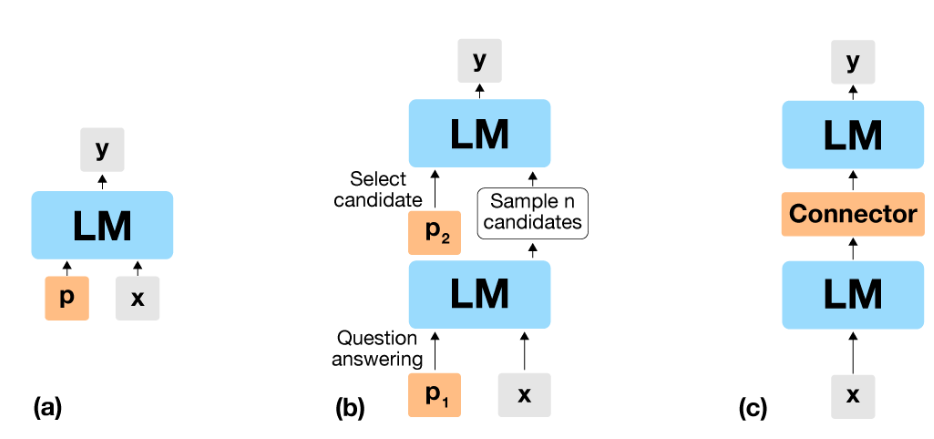 y
LM
p
x
(a)
y
LM
Select
candidate
Sample n
candidates
p₂
LM
Question
answering
p₁
x
(b)
y
LM
Connector
LM
x
(c)